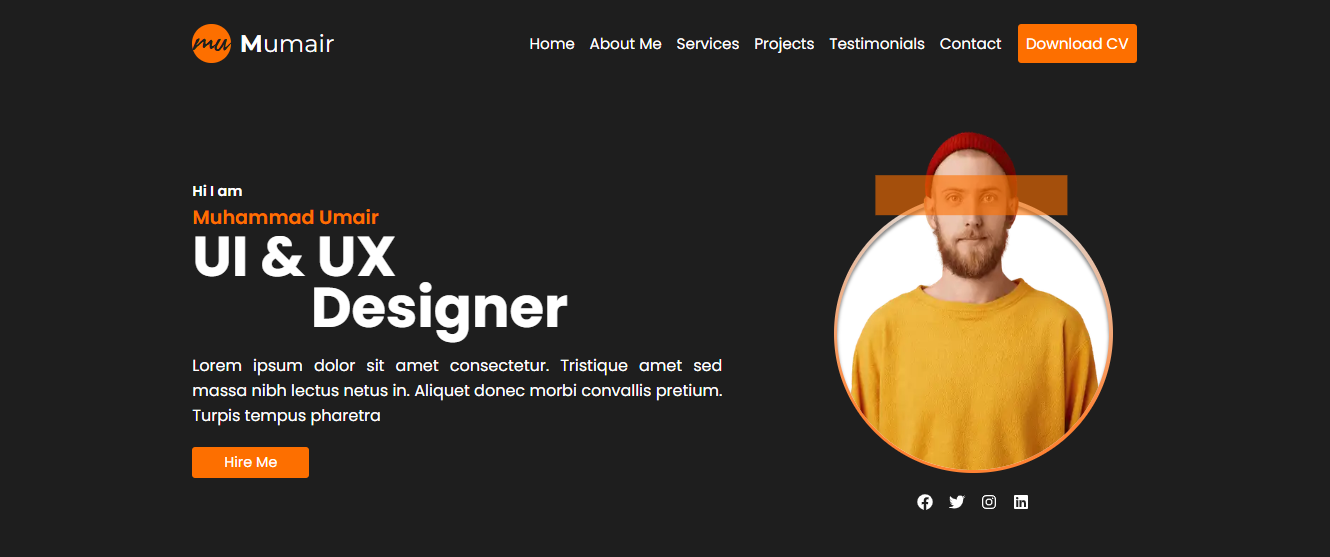 mu Mumair
Home About Me Services Projects Testimonials Contact Download CV
Hi I am
Muhammad Umair
UI & UX
Designer
Lorem ipsum dolor sit amet consectetur. Tristique amet sed
massa nibh lectus netus in. Aliquet donec morbi convallis pretium.
Turpis tempus pharetra
Hire Me